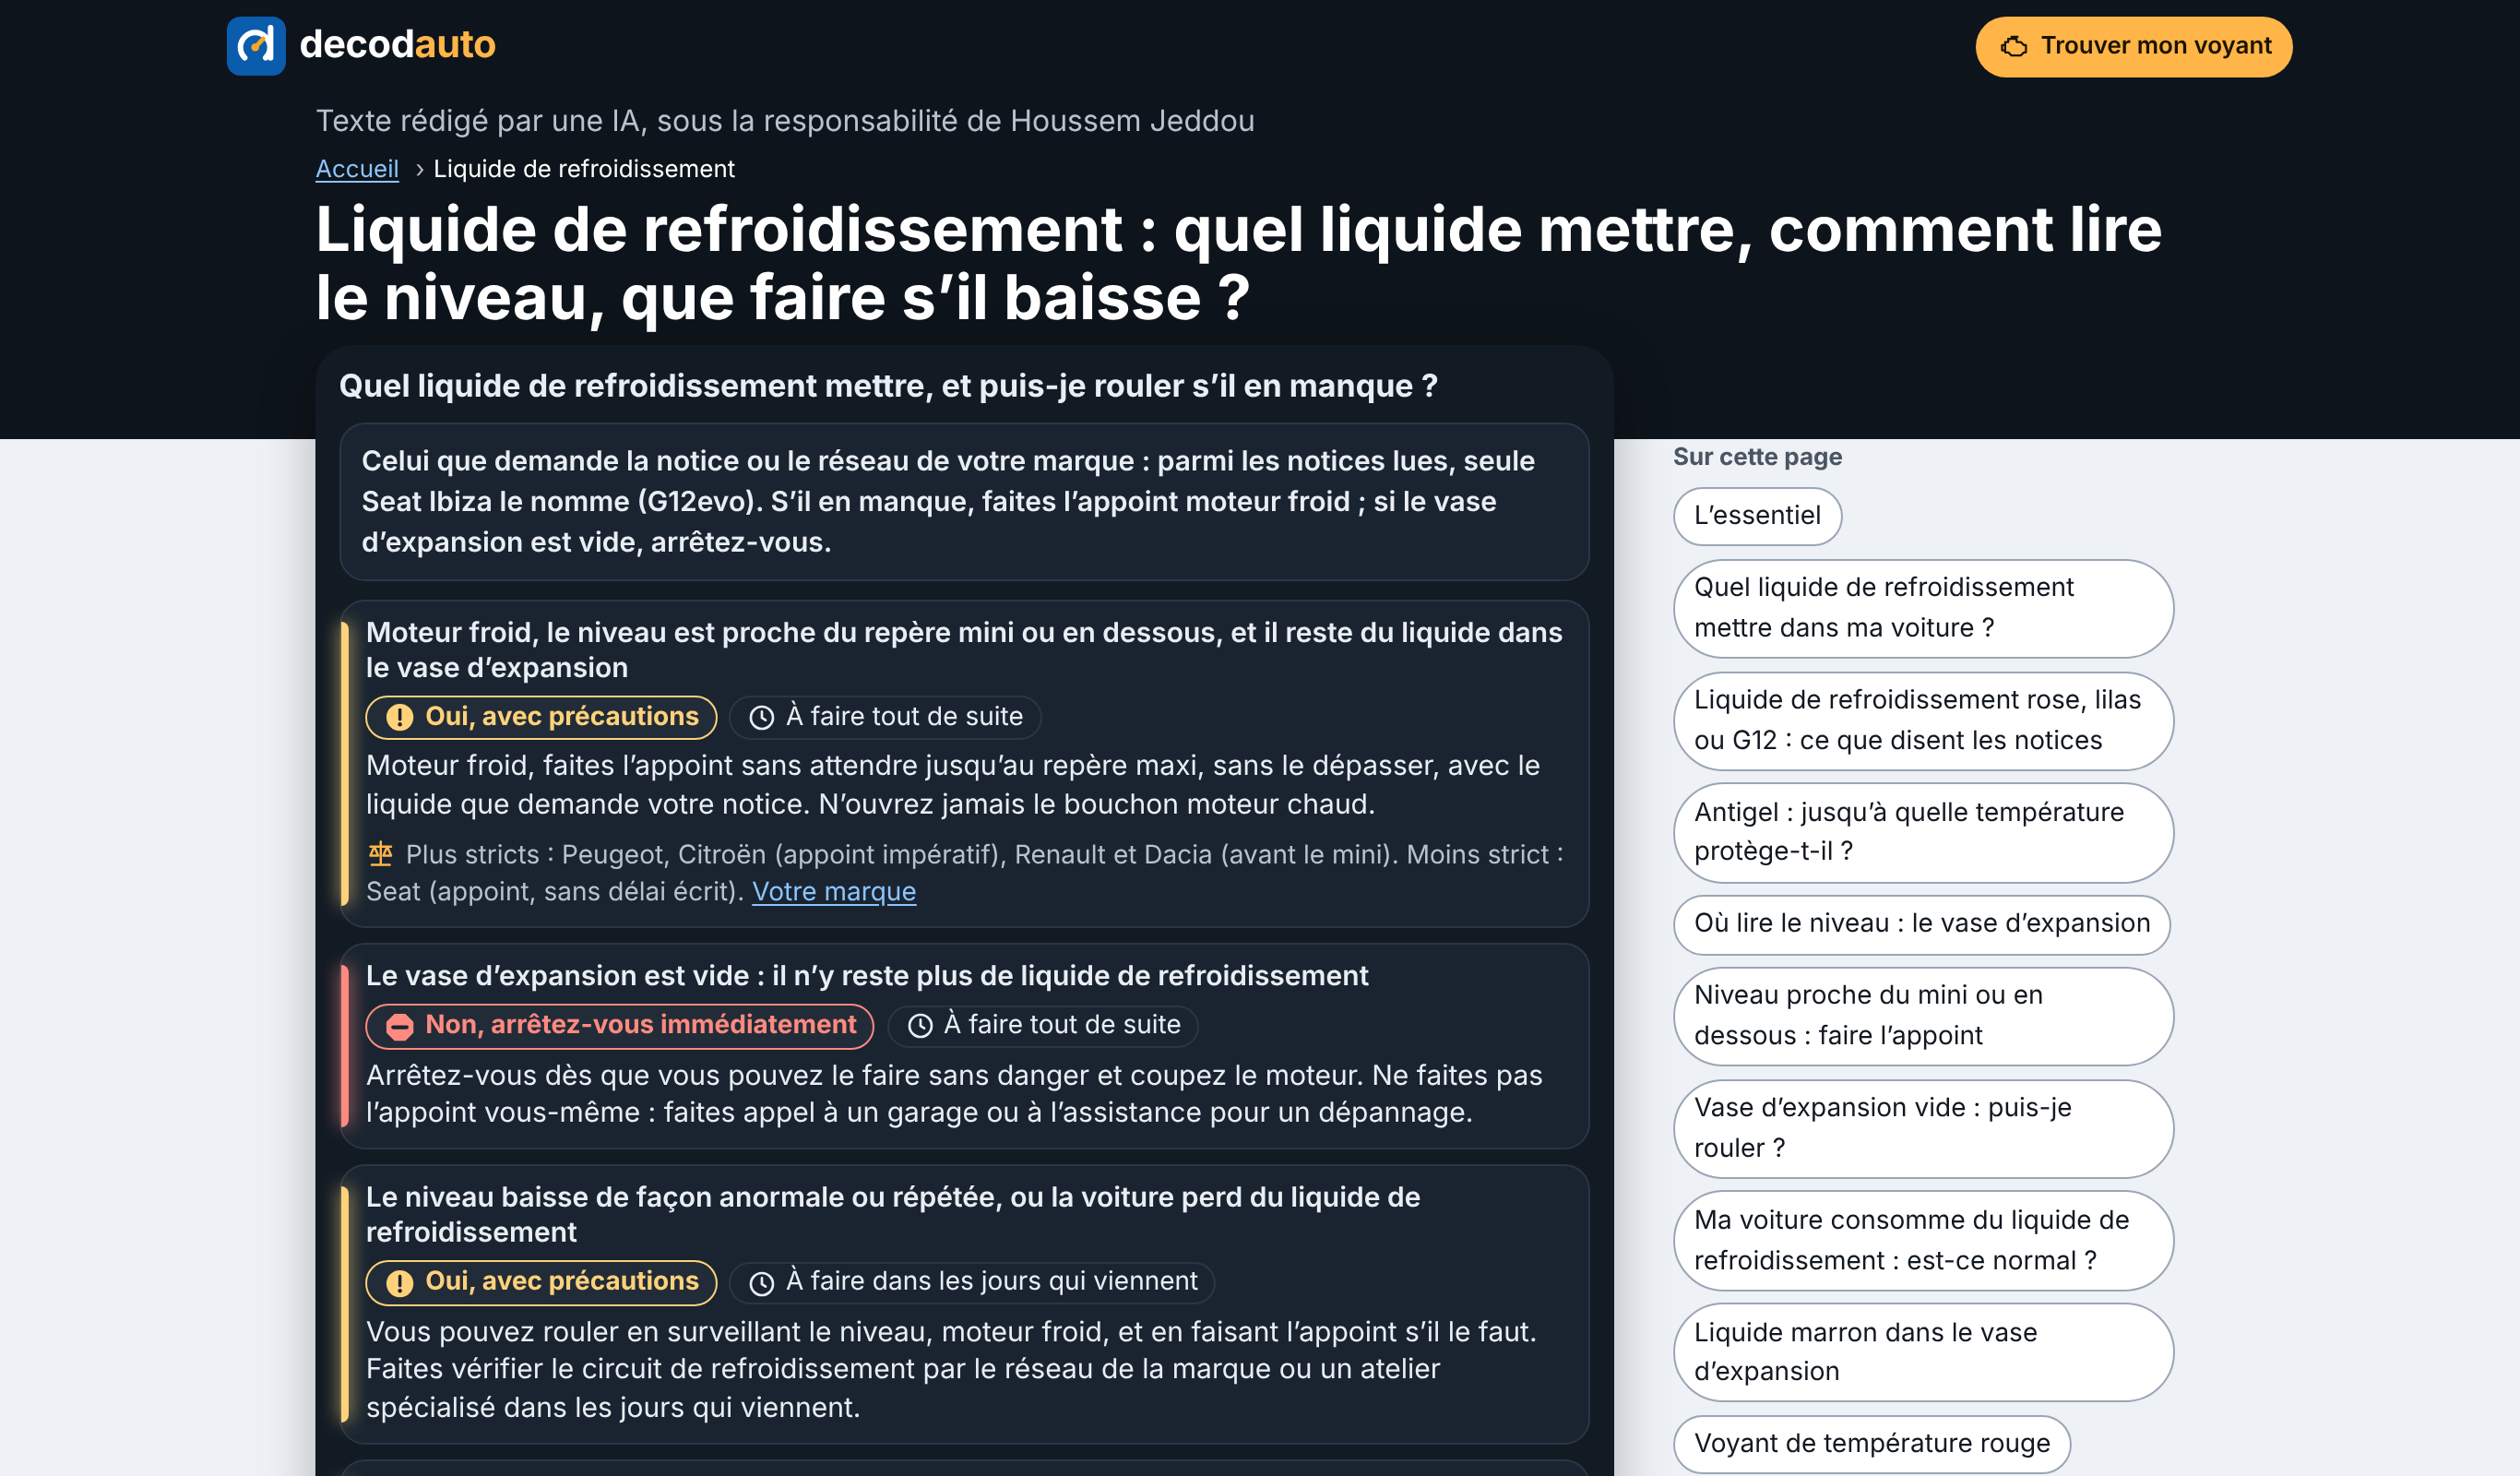 decodauto
Trouver mon voyant
Texte rédigé par une IA, sous la responsabilité de Houssem Jeddou
Accueil › Liquide de refroidissement
Liquide de refroidissement : quel liquide mettre, comment lire
le niveau, que faire s’il baisse ?
Quel liquide de refroidissement mettre, et puis-je rouler s’il en manque ?
Celui que demande la notice ou le réseau de votre marque : parmi les notices lues, seule
Seat Ibiza le nomme (G12evo). S’il en manque, faites l’appoint moteur froid ; si le vase
d’expansion est vide, arrêtez-vous.
Moteur froid, le niveau est proche du repère mini ou en dessous, et il reste du liquide dans
le vase d’expansion
Oui, avec précautions
À faire tout de suite
Moteur froid, faites l’appoint sans attendre jusqu’au repère maxi, sans le dépasser, avec le
liquide que demande votre notice. N’ouvrez jamais le bouchon moteur chaud.
Plus stricts : Peugeot, Citroën (appoint impératif), Renault et Dacia (avant le mini). Moins strict :
Seat (appoint, sans délai écrit). Votre marque
Le vase d’expansion est vide : il n’y reste plus de liquide de refroidissement
Non, arrêtez-vous immédiatement
À faire tout de suite
Arrêtez-vous dès que vous pouvez le faire sans danger et coupez le moteur. Ne faites pas
l’appoint vous-même : faites appel à un garage ou à l’assistance pour un dépannage.
Le niveau baisse de façon anormale ou répétée, ou la voiture perd du liquide de
refroidissement
Oui, avec précautions
À faire dans les jours qui viennent
Vous pouvez rouler en surveillant le niveau, moteur froid, et en faisant l’appoint s’il le faut.
Faites vérifier le circuit de refroidissement par le réseau de la marque ou un atelier
spécialisé dans les jours qui viennent.
Sur cette page
L’essentiel
Quel liquide de refroidissement
mettre dans ma voiture ?
Liquide de refroidissement rose, lilas
ou G12 : ce que disent les notices
Antigel : jusqu’à quelle température
protège-t-il ?
Où lire le niveau : le vase d’expansion
Niveau proche du mini ou en
dessous : faire l’appoint
Vase d’expansion vide : puis-je
rouler ?
Ma voiture consomme du liquide de
refroidissement : est-ce normal ?
Liquide marron dans le vase
d’expansion
Voyant de température rouge